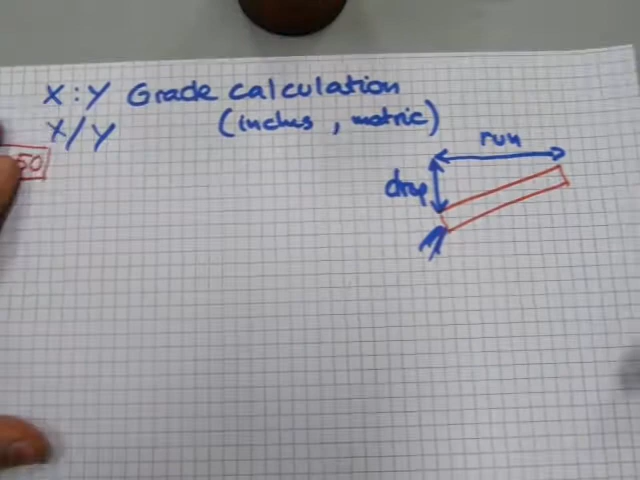 X:Y Grade calculation
X/Y (inches, metric)
50
run
drop